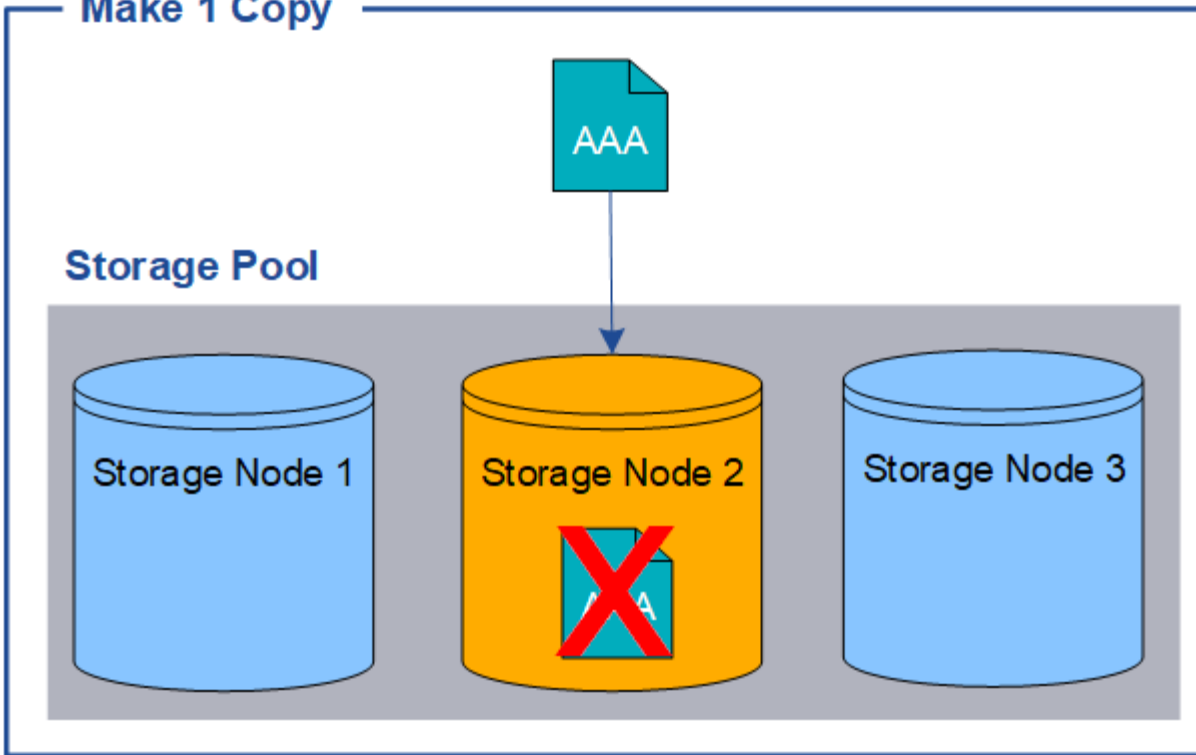 Make 1 Copy
AAA
Storage Pool
Storage Node 1
Storage Node 2
Storage Node 3